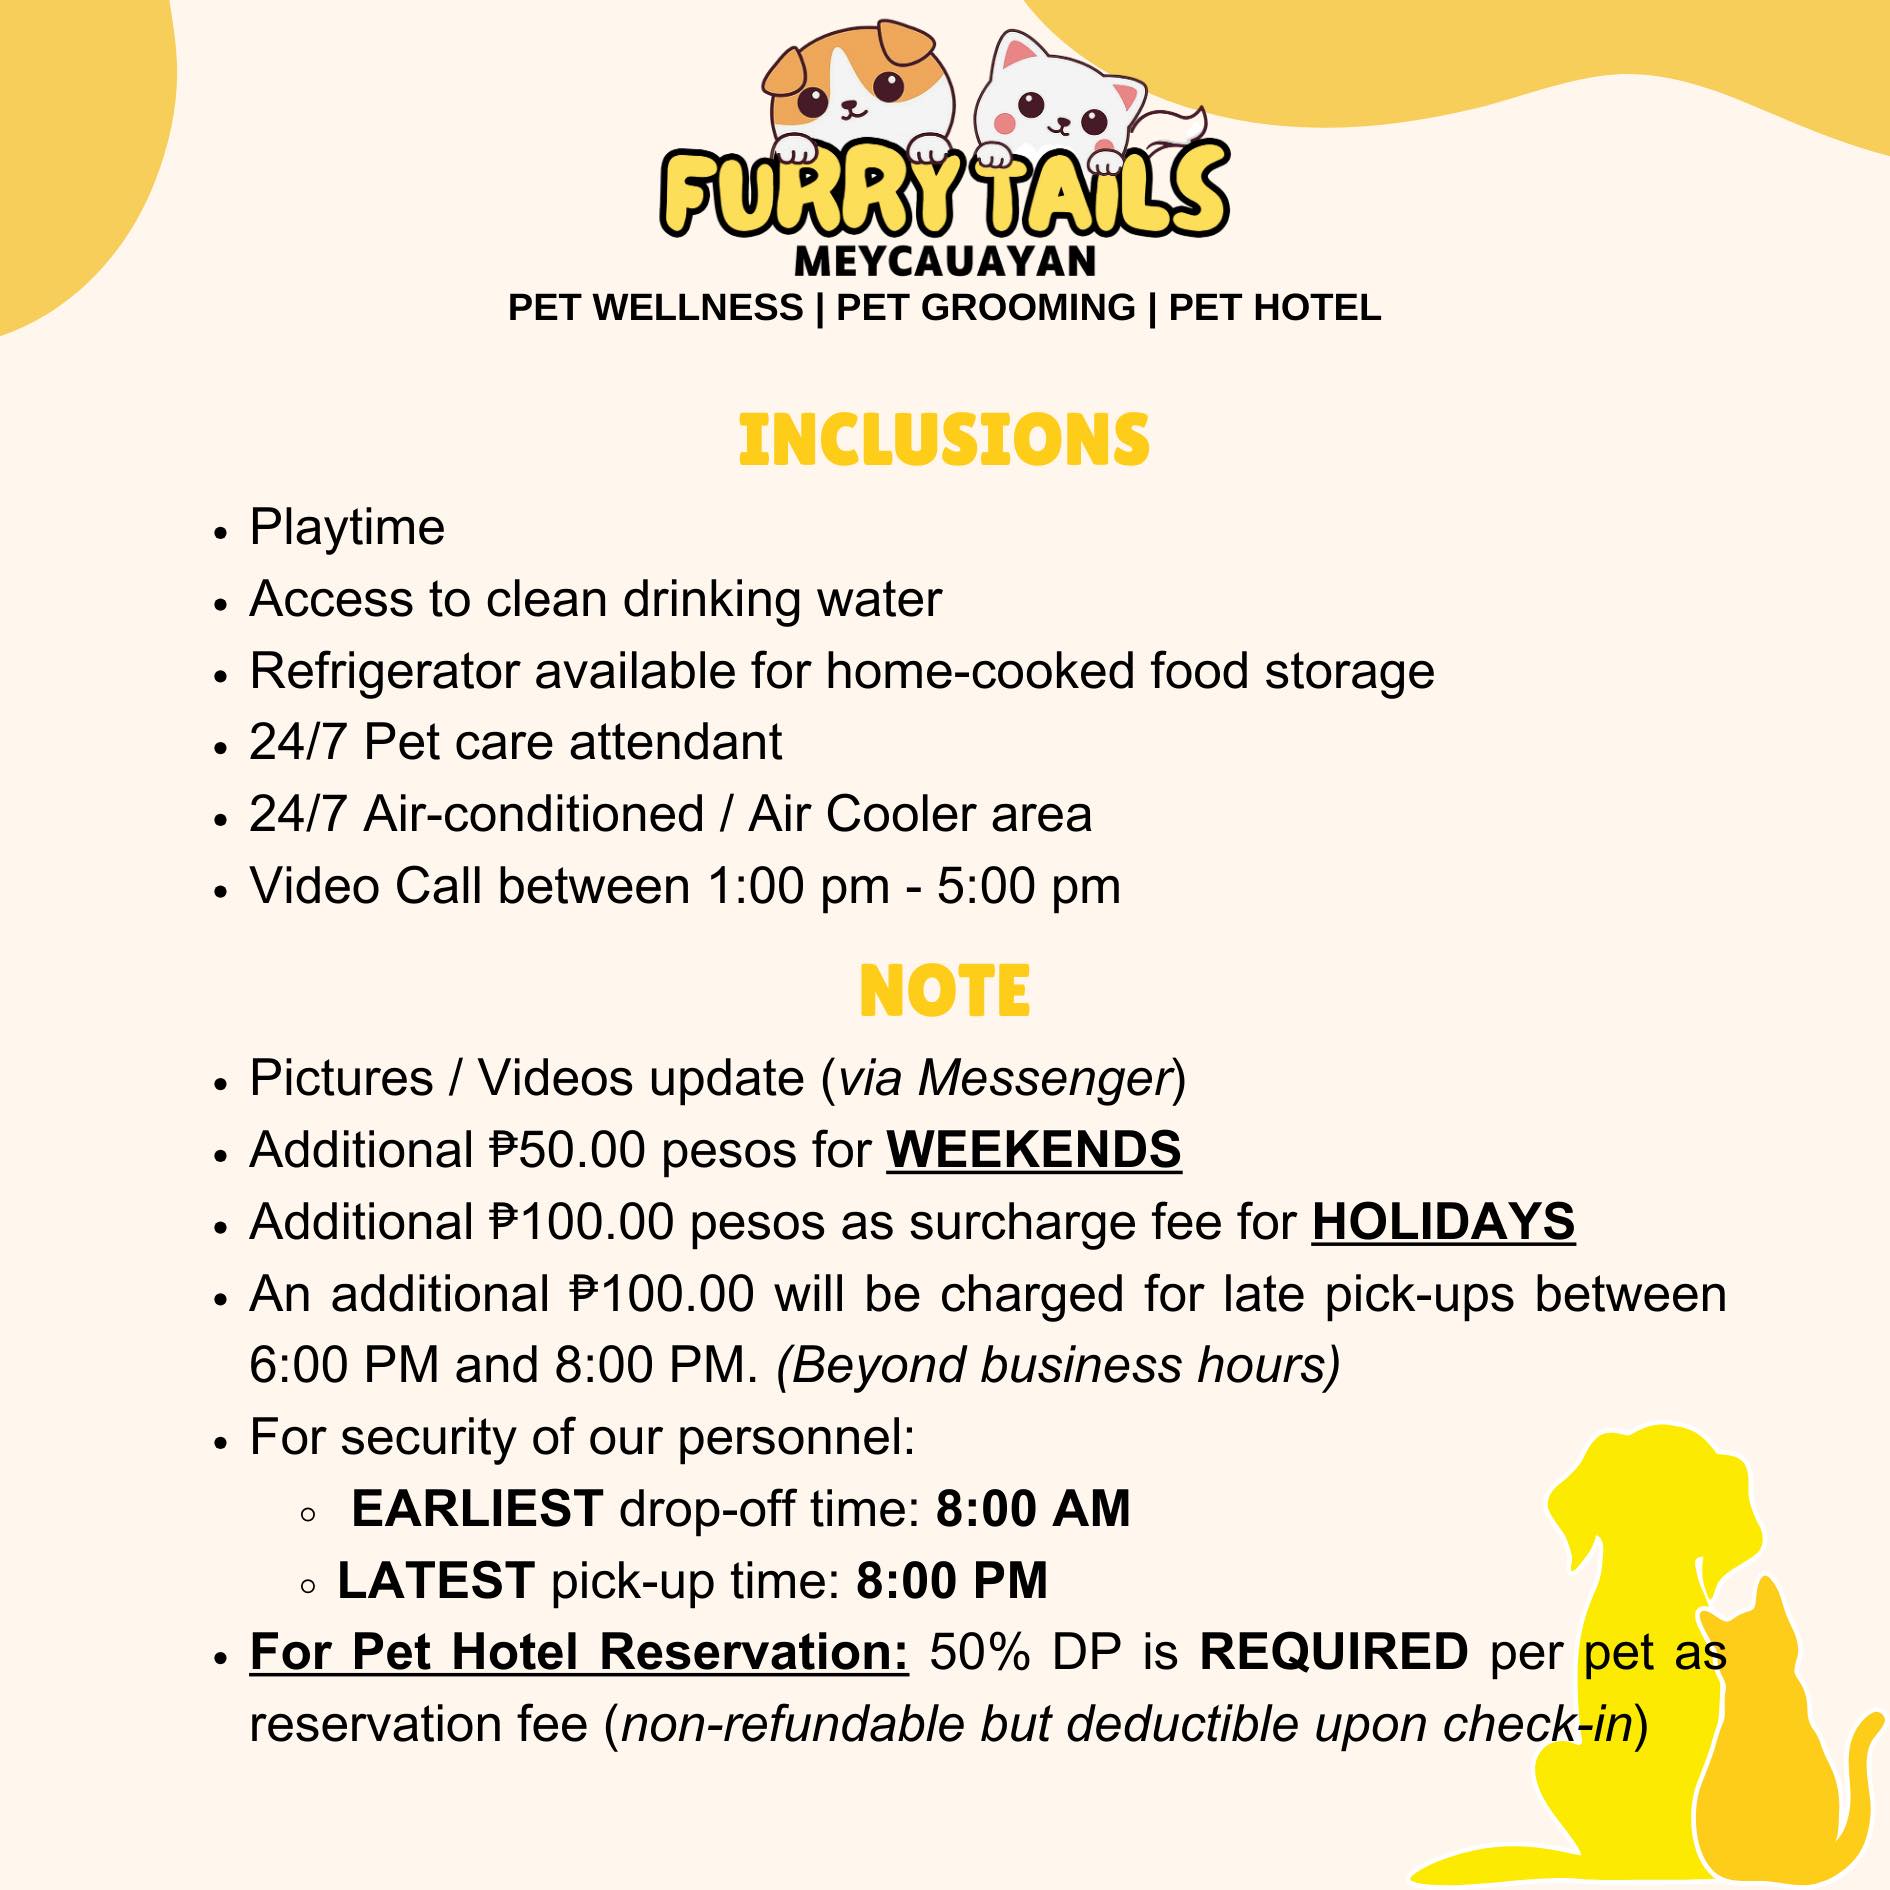 FURRY TAILS
MEYCAUAYAN
PET WELLNESS | PET GROOMING | PET HOTEL
INCLUSIONS
• Playtime
• Access to clean drinking water
• Refrigerator available for home-cooked food storage
• 24/7 Pet care attendant
• 24/7 Air-conditioned / Air Cooler area
• Video Call between 1:00 pm - 5:00 pm
NOTE
• Pictures / Videos update (via Messenger)
• Additional ₱50.00 pesos for WEEKENDS
• Additional ₱100.00 pesos as surcharge fee for HOLIDAYS
• An additional ₱100.00 will be charged for late pick-ups between
6:00 PM and 8:00 PM. (Beyond business hours)
• For security of our personnel:
◦ EARLIEST drop-off time: 8:00 AM
◦ LATEST pick-up time: 8:00 PM
• For Pet Hotel Reservation: 50% DP is REQUIRED per pet as
reservation fee (non-refundable but deductible upon check-in)